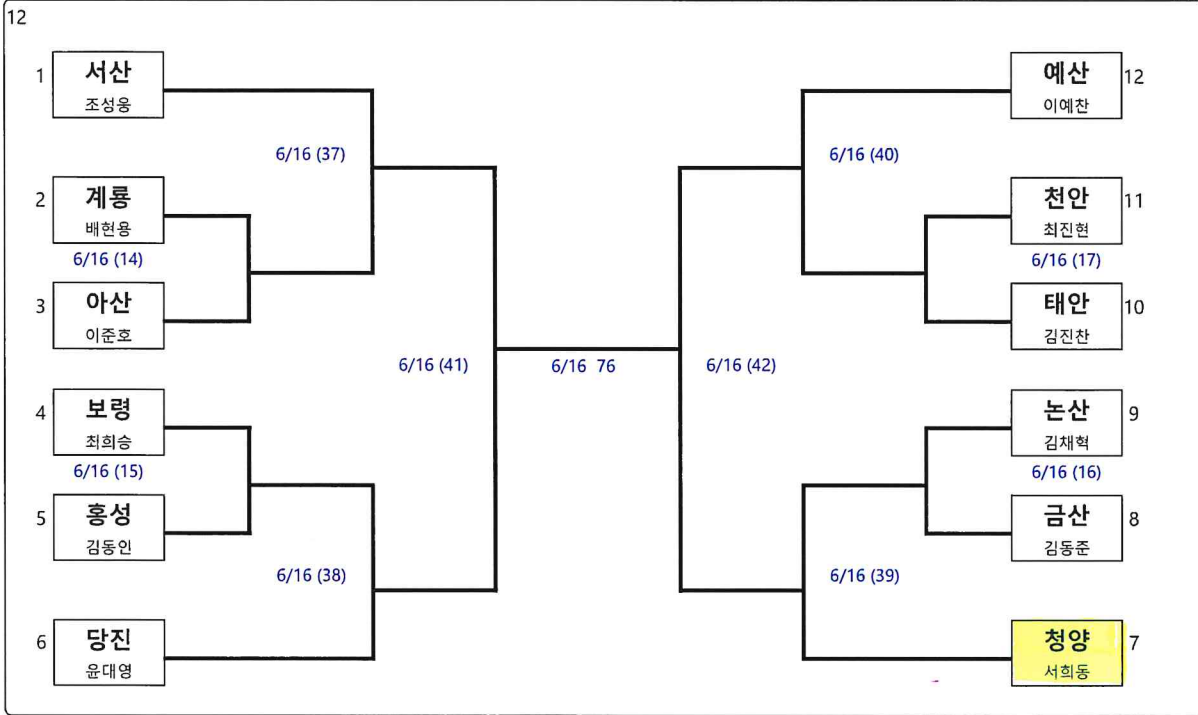 12
1
서산
조성웅
6/16 (37)
2
계룡
배현용
6/16 (14)
3
아산
이준호
6/16 (41)
4
보령
최희승
6/16 (15)
5
홍성
김동인
6/16 (38)
6
당진
윤대영
6/16 76
예산
이예찬
12
6/16 (40)
천안
최진현
11
6/16 (17)
태안
김진찬
10
6/16 (42)
논산
김채혁
9
6/16 (16)
금산
김동준
8
6/16 (39)
청양
서희동
7